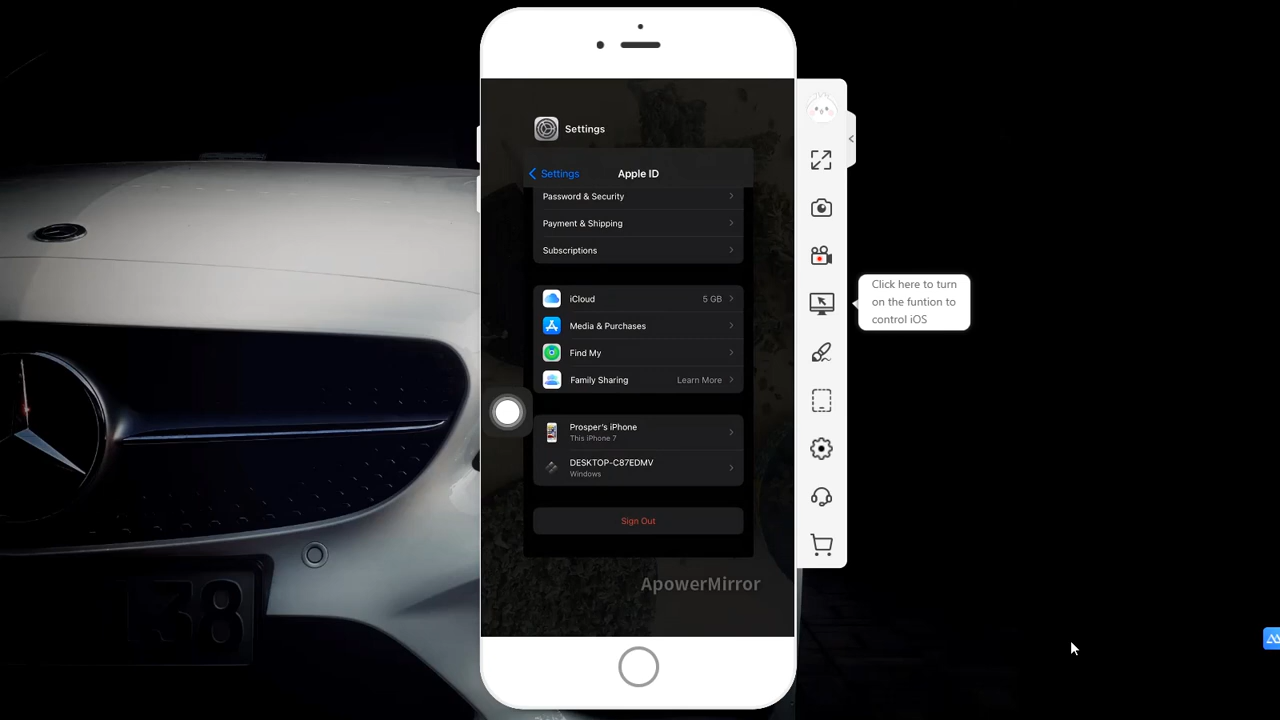 Settings
Settings
Apple ID
Password & Security
Payment & Shipping
Subscriptions
iCloud
5 GB
Media & Purchases
Find My
Family Sharing
Learn More
Prosper's iPhone
This iPhone 7
DESKTOP-C87EDMV
Windows
Sign Out
ApowerMirror
Click here to turn
on the funtion to
control iOS
38